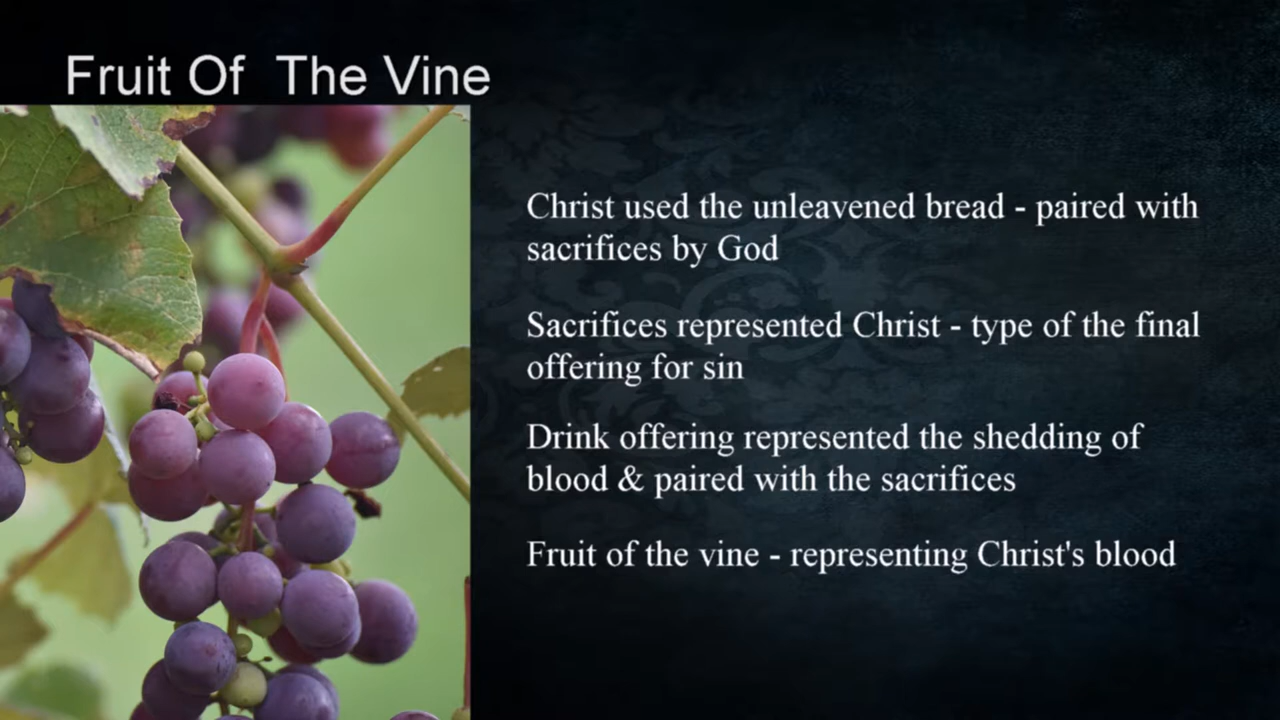 Fruit Of The Vine
Christ used the unleavened bread - paired with
sacrifices by God
Sacrifices represented Christ - type of the final
offering for sin
Drink offering represented the shedding of
blood & paired with the sacrifices
Fruit of the vine - representing Christ's blood